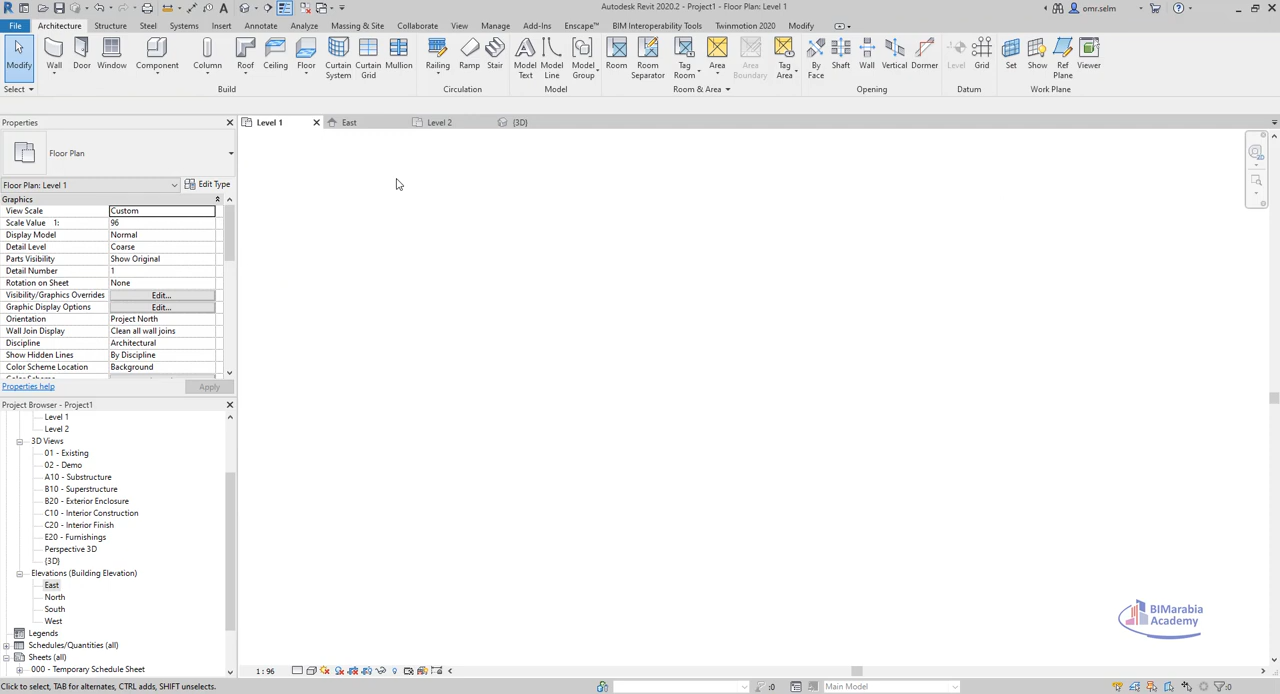 Autodesk Revit 2020.2 - Project1 - Floor Plan: Level 1
omr.selm
File Architecture Structure Steel Systems Insert Annotate Analyze Massing & Site Collaborate View Manage Add-Ins Enscape™ BIM Interoperability Tools Twinmotion 2020 Modify
Modify Wall Door Window Component Column Roof Ceiling Floor Curtain System Curtain Grid Mullion Railing Ramp Stair Model Text Model Line Model Group Room Room Separator Tag Room Area Area Boundary Tag Area By Face Shaft Wall Vertical Dormer Level Grid Set Show Ref Plane Viewer
Select Build Circulation Model Room & Area Opening Datum Work Plane
Properties
Level 1 East Level 2 {3D}
Floor Plan
Floor Plan: Level 1 Edit Type
Graphics
View Scale Custom
Scale Value 1: 96
Display Model Normal
Detail Level Coarse
Parts Visibility Show Original
Detail Number 1
Rotation on Sheet None
Visibility/Graphics Overrides Edit...
Graphic Display Options Edit...
Orientation Project North
Wall Join Display Clean all wall joins
Discipline Architectural
Show Hidden Lines By Discipline
Color Scheme Location Background
Properties help Apply
Project Browser - Project1
Level 1
Level 2
3D Views
01 - Existing
02 - Demo
A10 - Substructure
B10 - Superstructure
B20 - Exterior Enclosure
C10 - Interior Construction
C20 - Interior Finish
E20 - Furnishings
Perspective 3D
{3D}
Elevations (Building Elevation)
East
North
South
West
Legends
Schedules/Quantities (all)
Sheets (all)
000 - Temporary Schedule Sheet
BIMarabia
Academy
1 : 96
Click to select, TAB for alternates, CTRL adds, SHIFT unselects.
:0
Main Model
:0